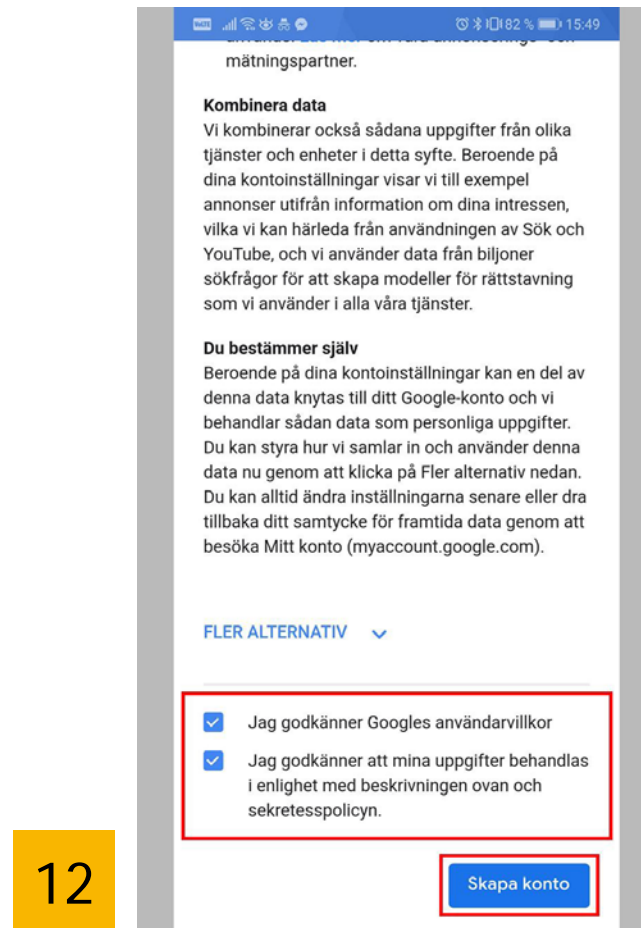 82 % 15:49
mätningspartner.
Kombinera data
Vi kombinerar också sådana uppgifter från olika
tjänster och enheter i detta syfte. Beroende på
dina kontoinställningar visar vi till exempel
annonser utifrån information om dina intressen,
vilka vi kan härleda från användningen av Sök och
YouTube, och vi använder data från biljoner
sökfrågor för att skapa modeller för rättstavning
som vi använder i alla våra tjänster.
Du bestämmer själv
Beroende på dina kontoinställningar kan en del av
denna data knytas till ditt Google-konto och vi
behandlar sådan data som personliga uppgifter.
Du kan styra hur vi samlar in och använder denna
data nu genom att klicka på Fler alternativ nedan.
Du kan alltid ändra inställningarna senare eller dra
tillbaka ditt samtycke för framtida data genom att
besöka Mitt konto (myaccount.google.com).
FLER ALTERNATIV
Jag godkänner Googles användarvillkor
Jag godkänner att mina uppgifter behandlas
i enlighet med beskrivningen ovan och
sekretesspolicyn.
12
Skapa konto